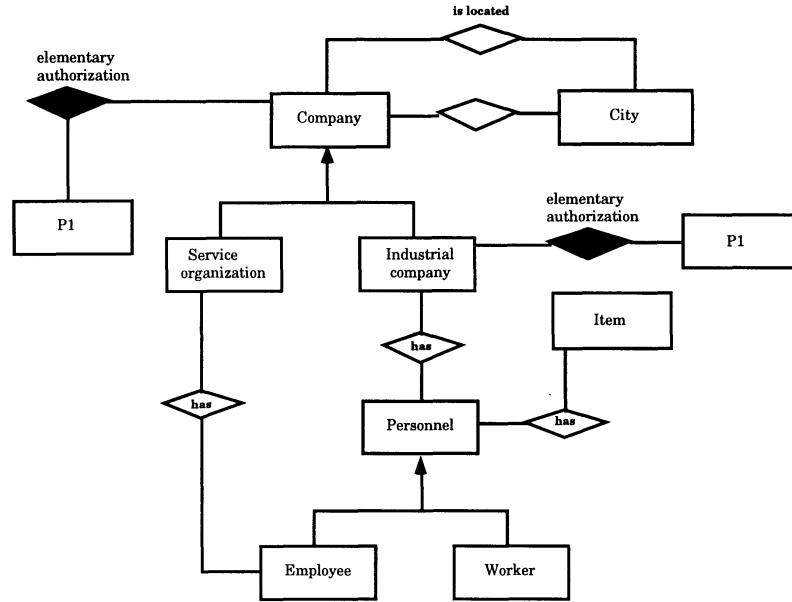 is located
elementary
authorization
Company
City
P1
elementary
authorization
Service
organization
Industrial
company
P1
Item
has
has
Personnel
has
Employee
Worker